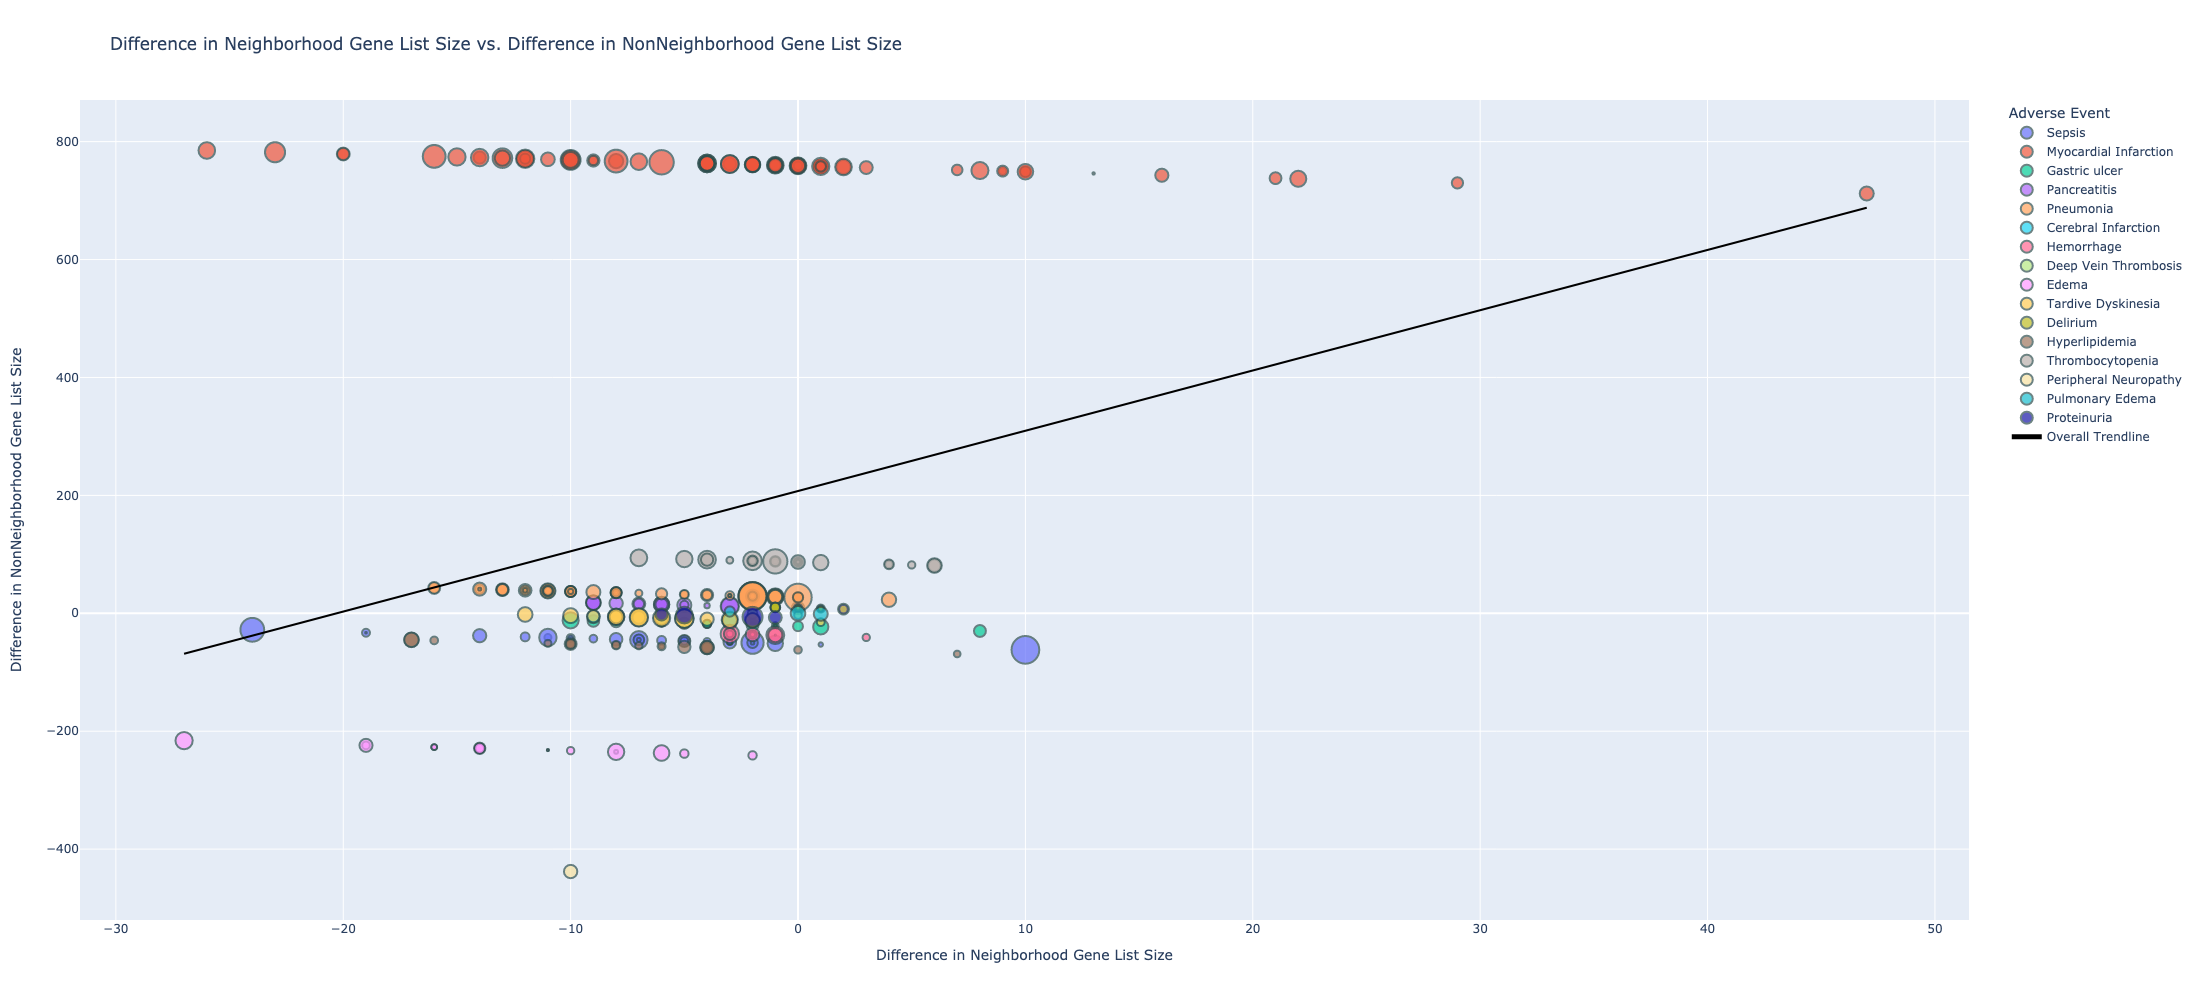 Difference in Neighborhood Gene List Size vs. Difference in NonNeighborhood Gene List Size
Adverse Event
Sepsis
Myocardial Infarction
Gastric ulcer
Pancreatitis
Pneumonia
Cerebral Infarction
Hemorrhage
Deep Vein Thrombosis
Edema
Tardive Dyskinesia
Delirium
Hyperlipidemia
Thrombocytopenia
Peripheral Neuropathy
Pulmonary Edema
Proteinuria
Overall Trendline
Difference in NonNeighborhood Gene List Size
800
600
400
200
0
−200
−400
−30
−20
−10
0
10
20
30
40
50
Difference in Neighborhood Gene List Size